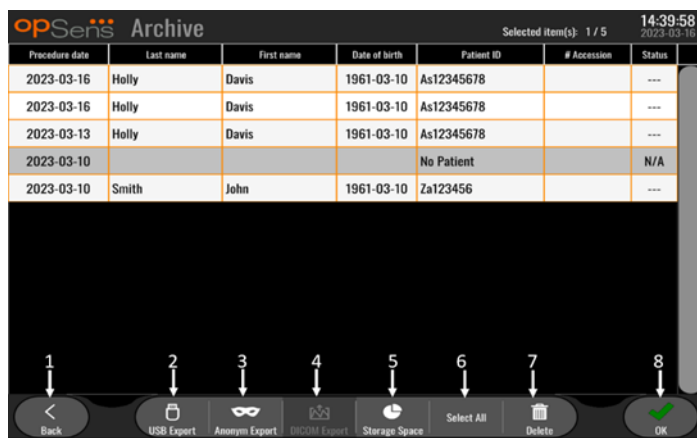 opSens Archive Selected item(s): 1 / 5 14:39:58
2023-03-16
Procedure date Last name First name Date of birth Patient ID # Accession Status
2023-03-16 Holly Davis 1961-03-10 As12345678 ---
2023-03-16 Holly Davis 1961-03-10 As12345678 ---
2023-03-13 Holly Davis 1961-03-10 As12345678 ---
2023-03-10 No Patient N/A
2023-03-10 Smith John 1961-03-10 Za123456 ---
1 2 3 4 5 6 7 8
Back USB Export Anonym Export DICOM Export Storage Space Select All Delete OK